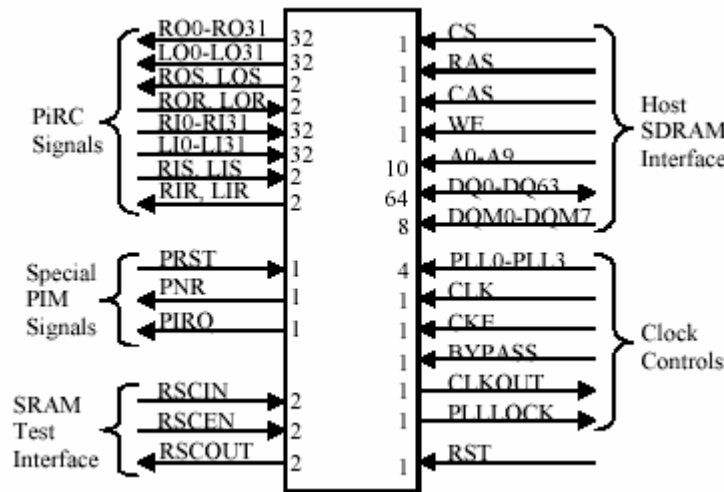 RO0-RO31
32
LO0-LO31
32
ROS, LOS
2
ROR, LOR
2
RI0-RI31
32
LI0-LI31
32
RIS, LIS
2
RIR, LIR
2
PiRC
Signals
PRST
1
PNR
1
PIRQ
1
Special
PIM
Signals
RSCIN
2
RSCEN
2
RSCOUT
2
SRAM
Test
Interface
1
CS
1
RAS
1
CAS
1
WE
10
A0-A9
64
DQ0-DQ63
8
DQM0-DQM7
Host
SDRAM
Interface
4
PLL0-PLL3
1
CLK
1
CKE
1
BYPASS
1
CLKOUT
1
PLLLOCK
Clock
Controls
1
RST